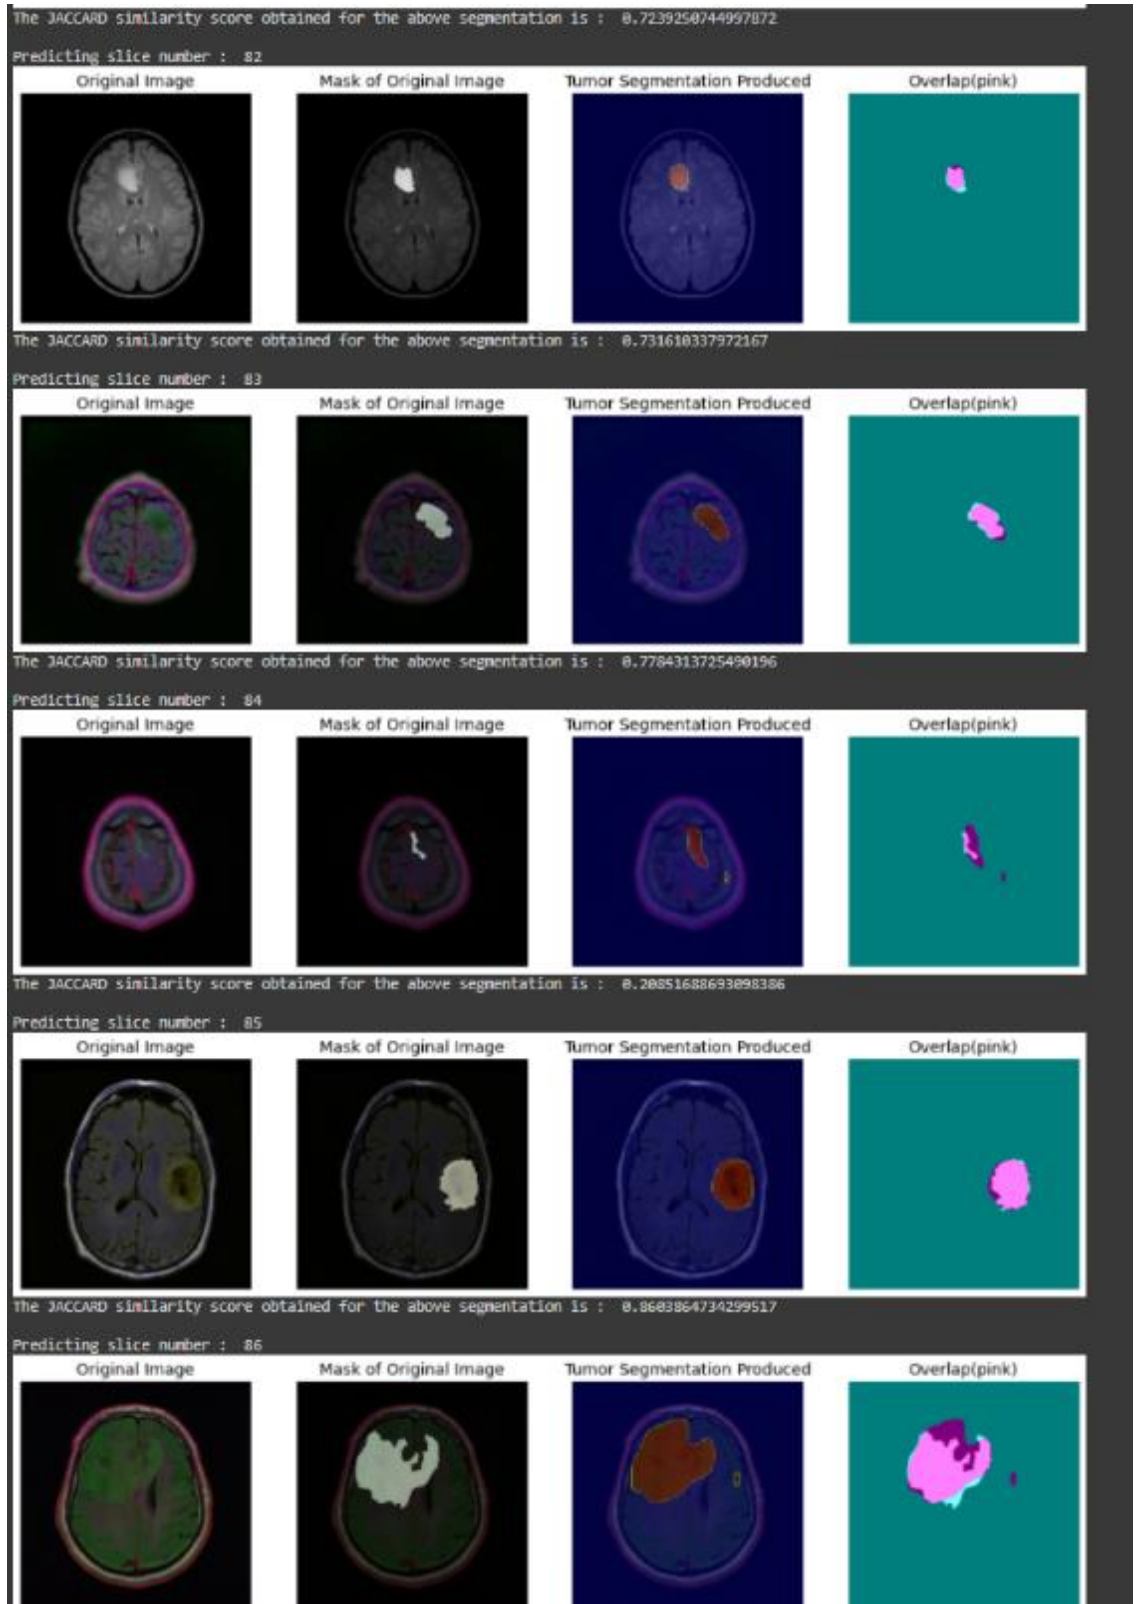 The JACCARD similarity score obtained for the above segmentation is : 0.7239250744997872
Predicting slice number : 82
Original Image Mask of Original Image Tumor Segmentation Produced Overlap(pink)
The JACCARD similarity score obtained for the above segmentation is : 0.731610337972167
Predicting slice number : 83
Original Image Mask of Original Image Tumor Segmentation Produced Overlap(pink)
The JACCARD similarity score obtained for the above segmentation is : 0.7784313725490196
Predicting slice number : 84
Original Image Mask of Original Image Tumor Segmentation Produced Overlap(pink)
The JACCARD similarity score obtained for the above segmentation is : 0.20851688693098386
Predicting slice number : 85
Original Image Mask of Original Image Tumor Segmentation Produced Overlap(pink)
The JACCARD similarity score obtained for the above segmentation is : 0.8603864734299517
Predicting slice number : 86
Original Image Mask of Original Image Tumor Segmentation Produced Overlap(pink)